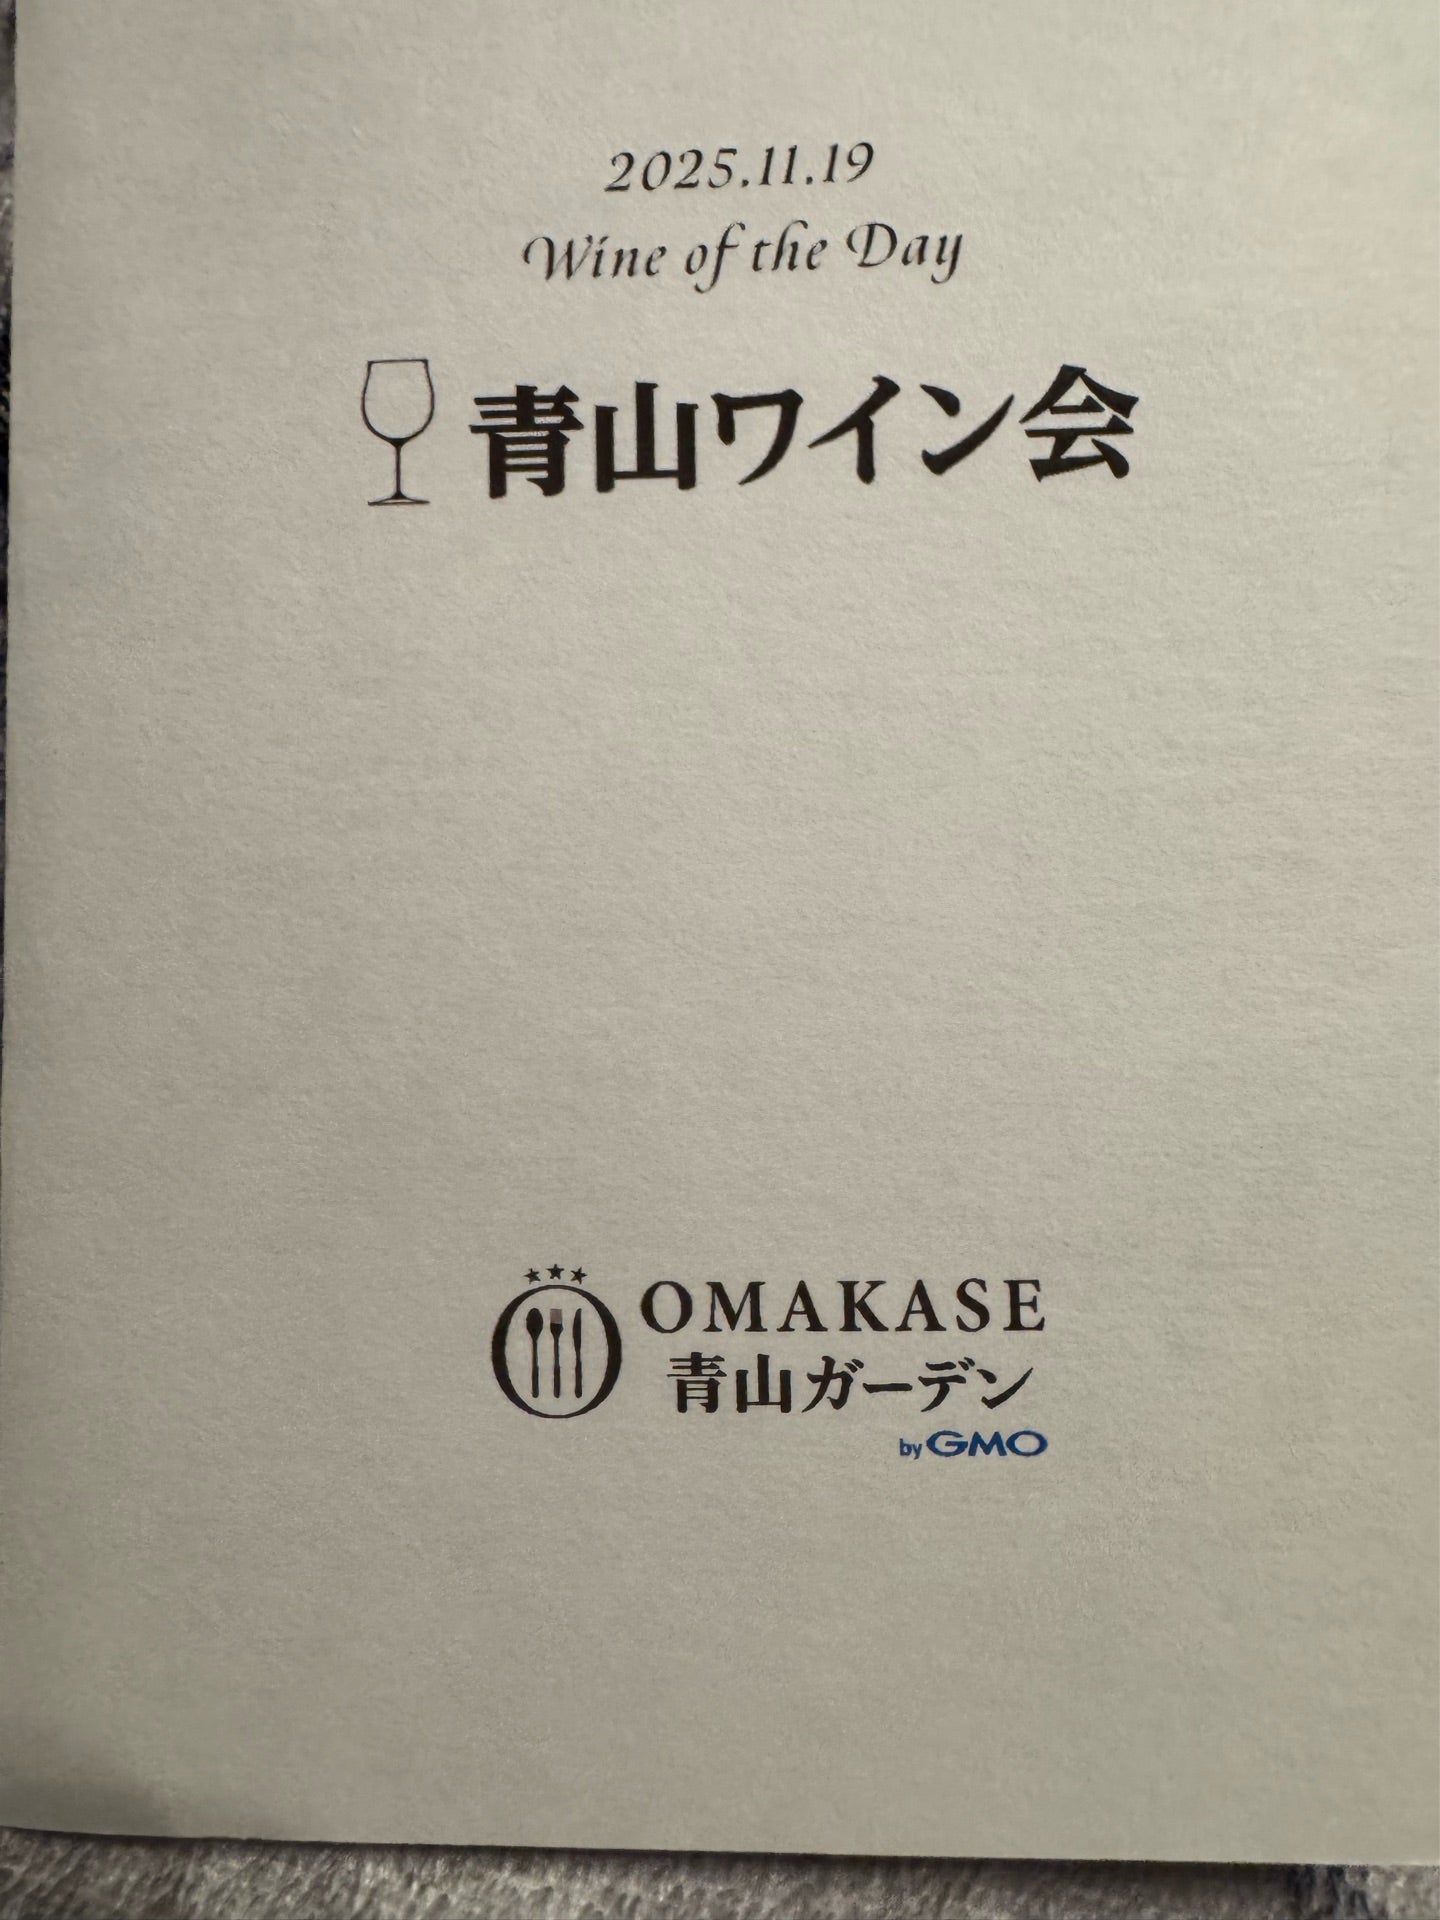 2025.11.19
Wine of the Day
青山ワイン会
OMAKASE
青山ガーデン
by GMO